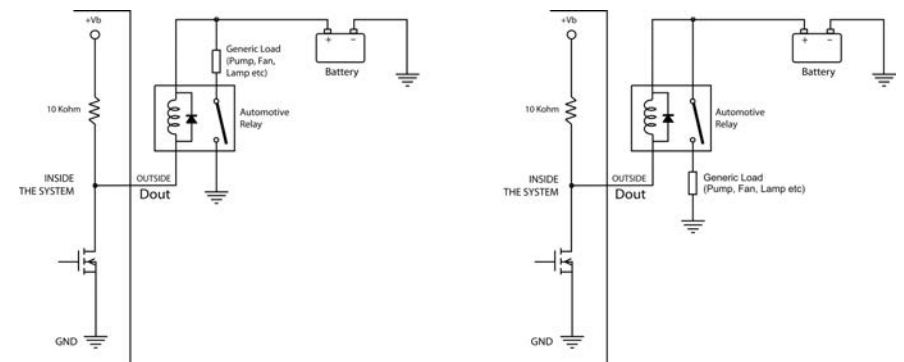 +Vb
Generic Load
(Pump, Fan,
Lamp etc)
+ -
Battery
10 Kohm
Automotive
Relay
INSIDE
THE SYSTEM
OUTSIDE
Dout
GND
+Vb
+ -
Battery
10 Kohm
Automotive
Relay
INSIDE
THE SYSTEM
OUTSIDE
Dout
Generic Load
(Pump, Fan, Lamp etc)
GND